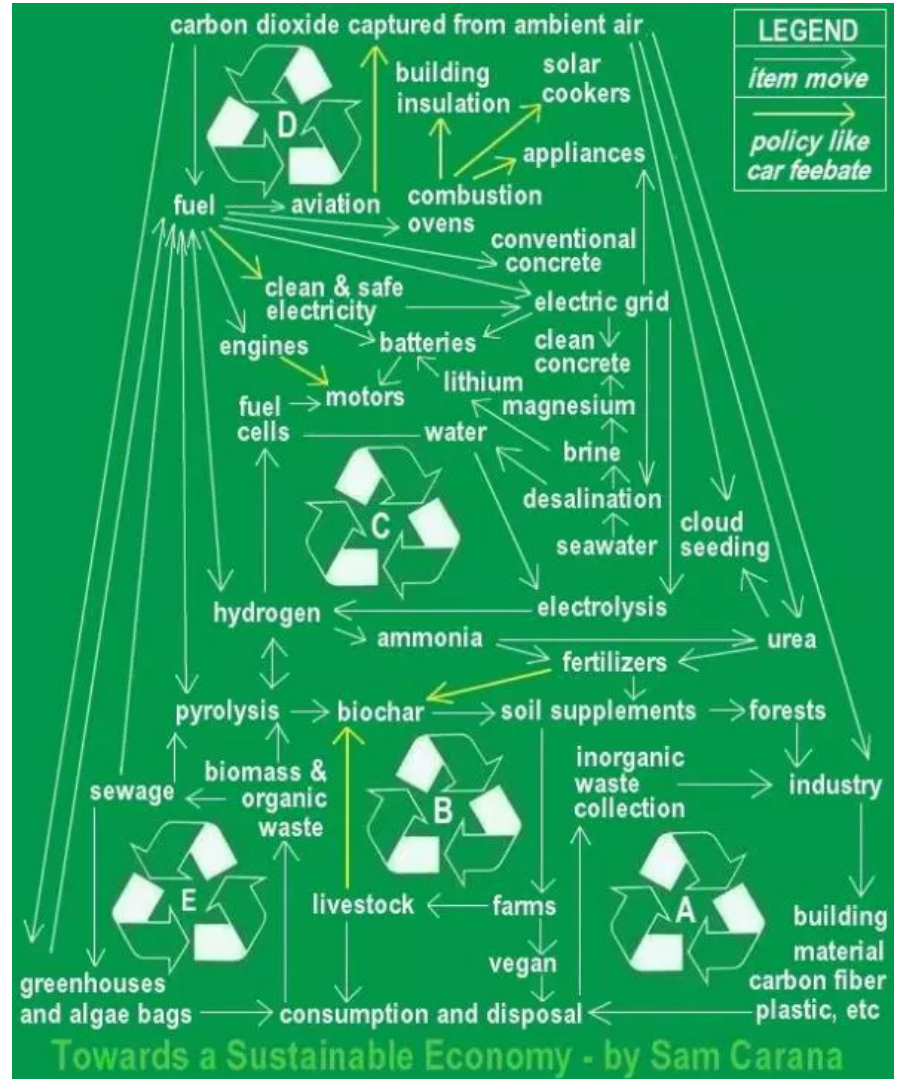 carbon dioxide captured from ambient air
LEGEND
item move
policy like
car feebate
building
insulation
solar
cookers
D
appliances
fuel
aviation
combustion
ovens
conventional
concrete
clean & safe
electricity
electric grid
engines
batteries
clean
concrete
lithium
fuel
cells
motors
magnesium
water
brine
C
desalination
cloud
seeding
seawater
hydrogen
electrolysis
ammonia
urea
fertilizers
pyrolysis
biochar
soil supplements
forests
sewage
biomass &
organic
waste
inorganic
waste
collection
industry
B
E
A
livestock
farms
building
material
carbon fiber
plastic, etc
vegan
greenhouses
and algae bags
consumption and disposal
Towards a Sustainable Economy - by Sam Carana